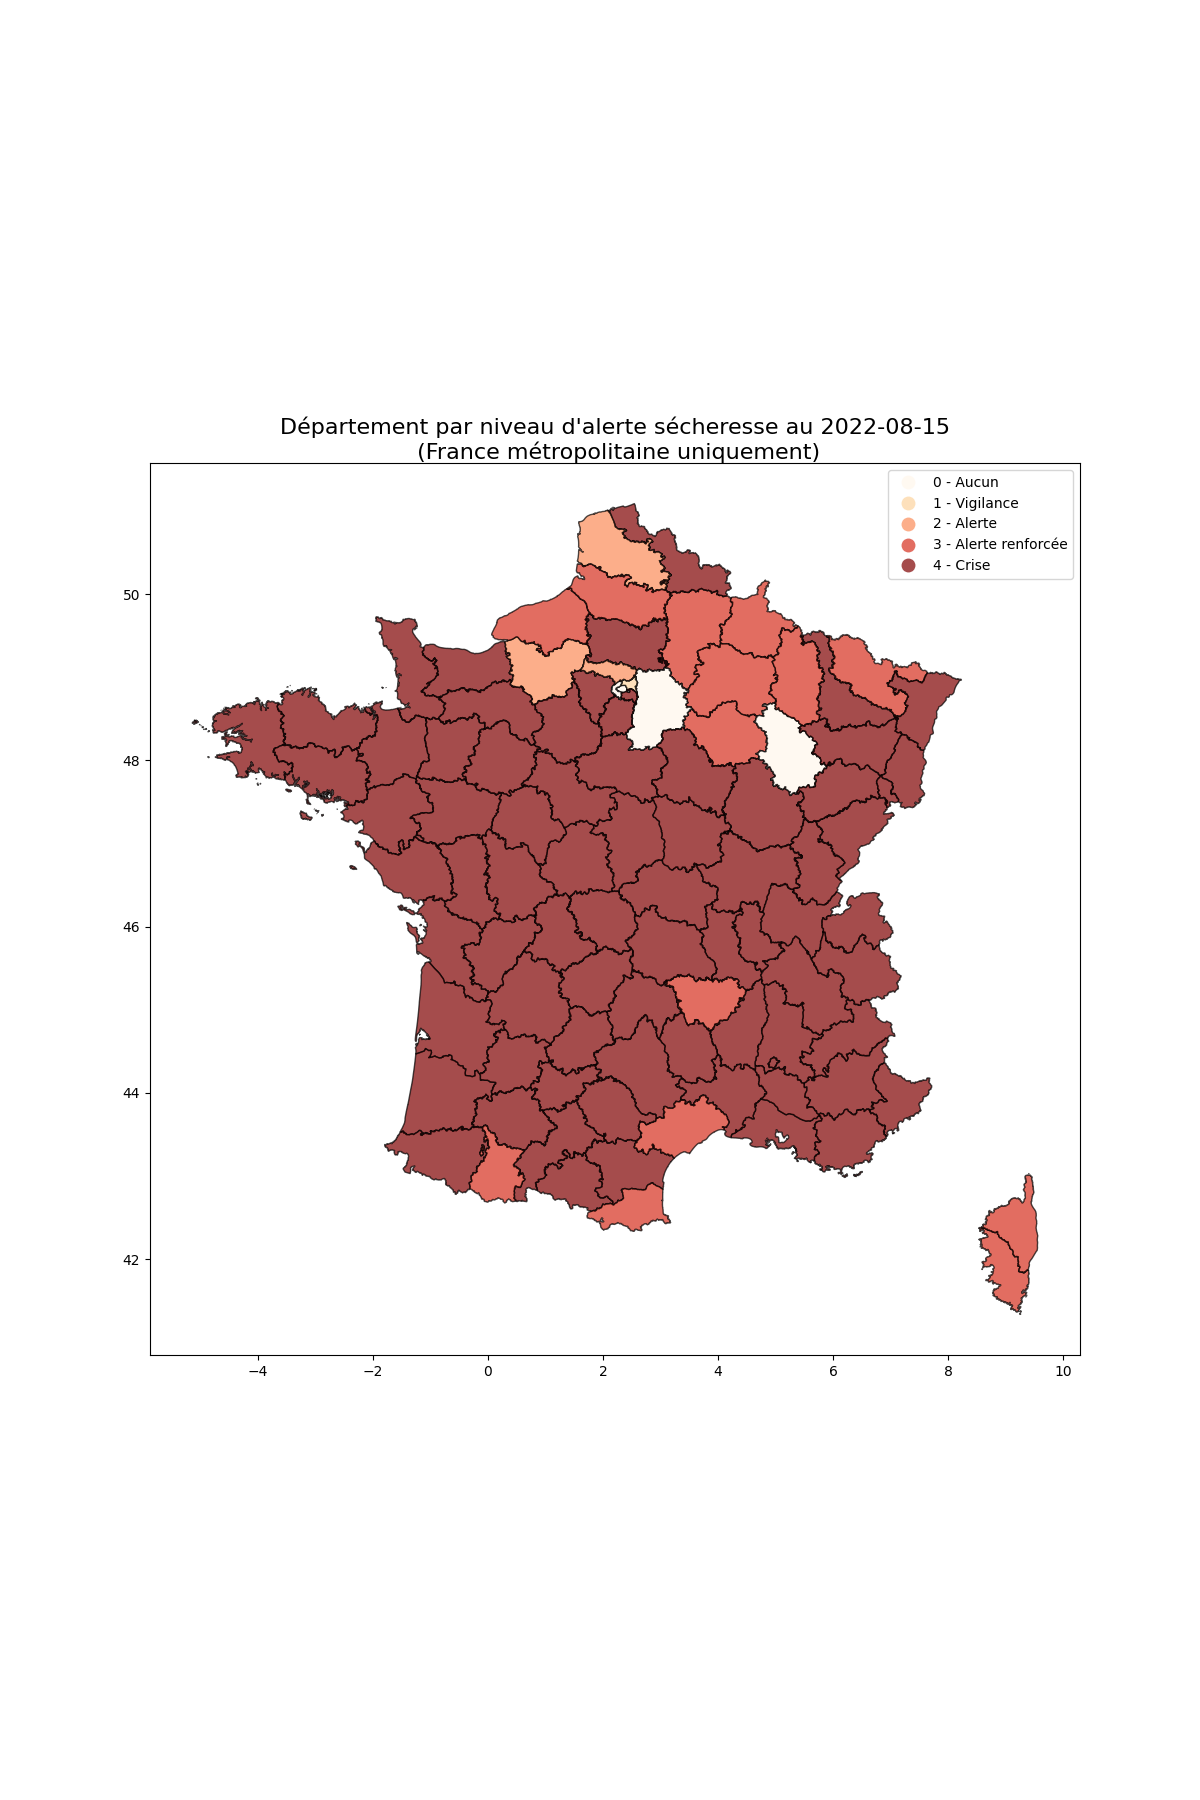 Département par niveau d'alerte sécheresse au 2022-08-15
(France métropolitaine uniquement)
0 - Aucun
1 - Vigilance
2 - Alerte
3 - Alerte renforcée
4 - Crise
50
48
46
44
42
−4
−2
0
2
4
6
8
10